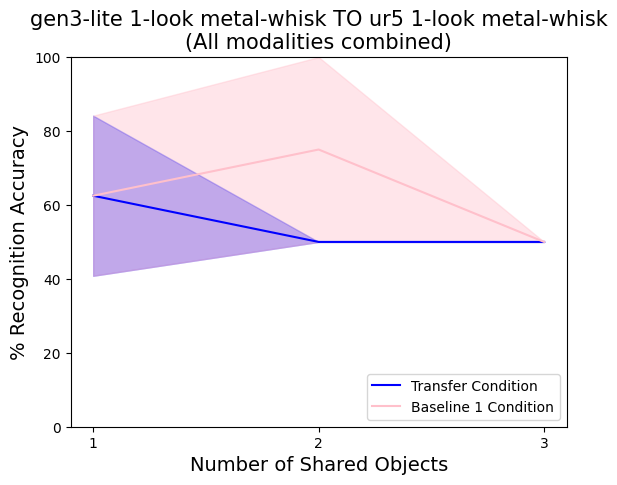 gen3-lite 1-look metal-whisk TO ur5 1-look metal-whisk
(All modalities combined)
% Recognition Accuracy
100
80
60
40
20
0
Transfer Condition
Baseline 1 Condition
1
2
3
Number of Shared Objects